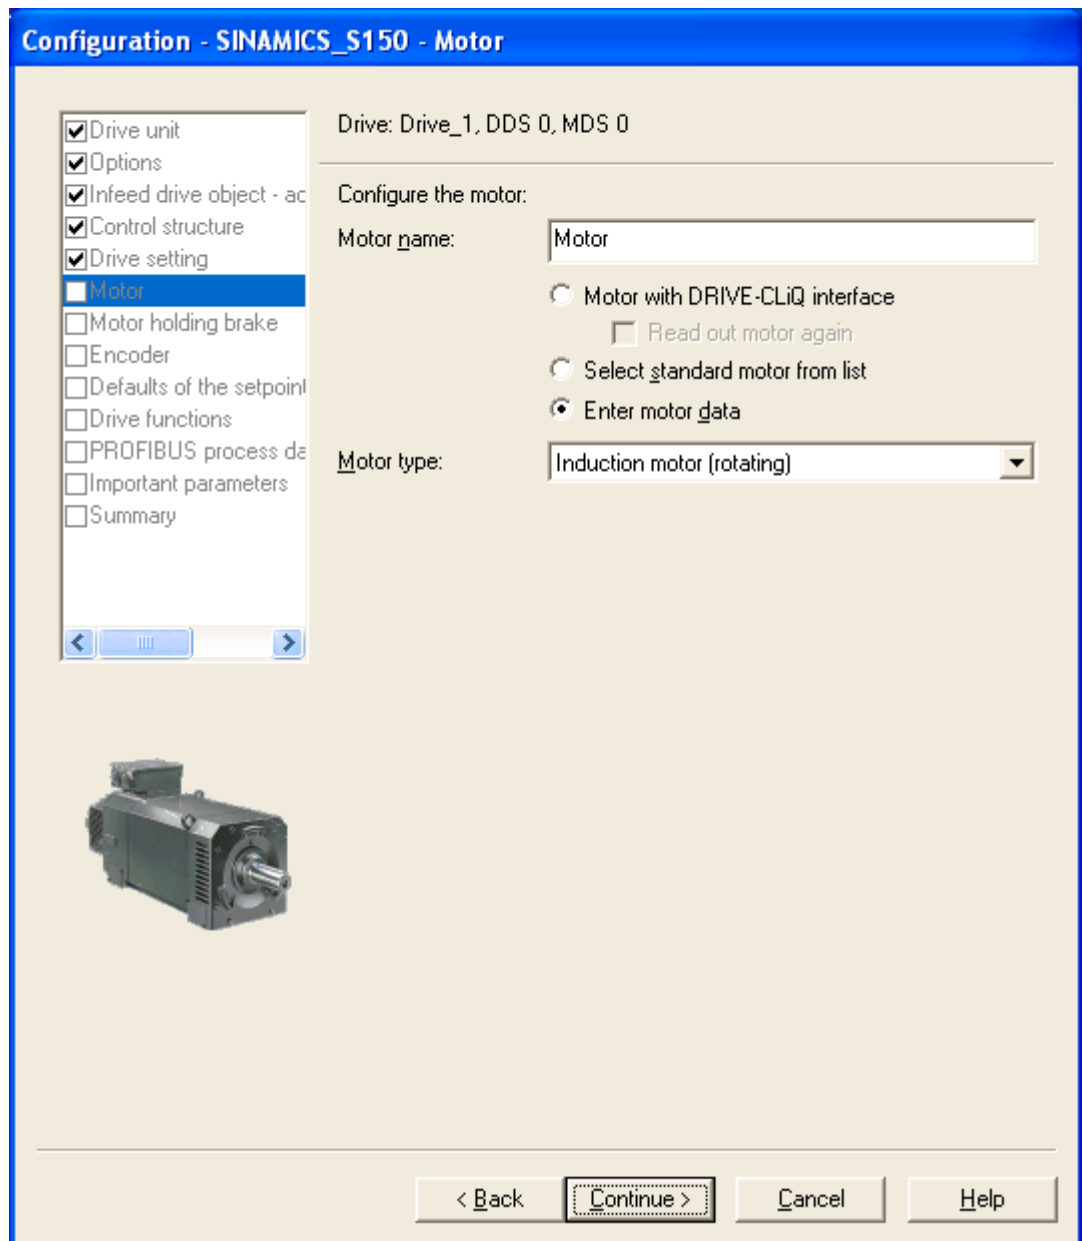 Configuration - SINAMICS_S150 - Motor
Drive unit
Options
Infeed drive object - ac
Control structure
Drive setting
Motor
Motor holding brake
Encoder
Defaults of the setpoint
Drive functions
PROFIBUS process da
Important parameters
Summary
Drive: Drive_1, DDS 0, MDS 0
Configure the motor:
Motor name: Motor
Motor with DRIVE-CLiQ interface
Read out motor again
Select standard motor from list
Enter motor data
Motor type: Induction motor (rotating)
< Back Continue > Cancel Help